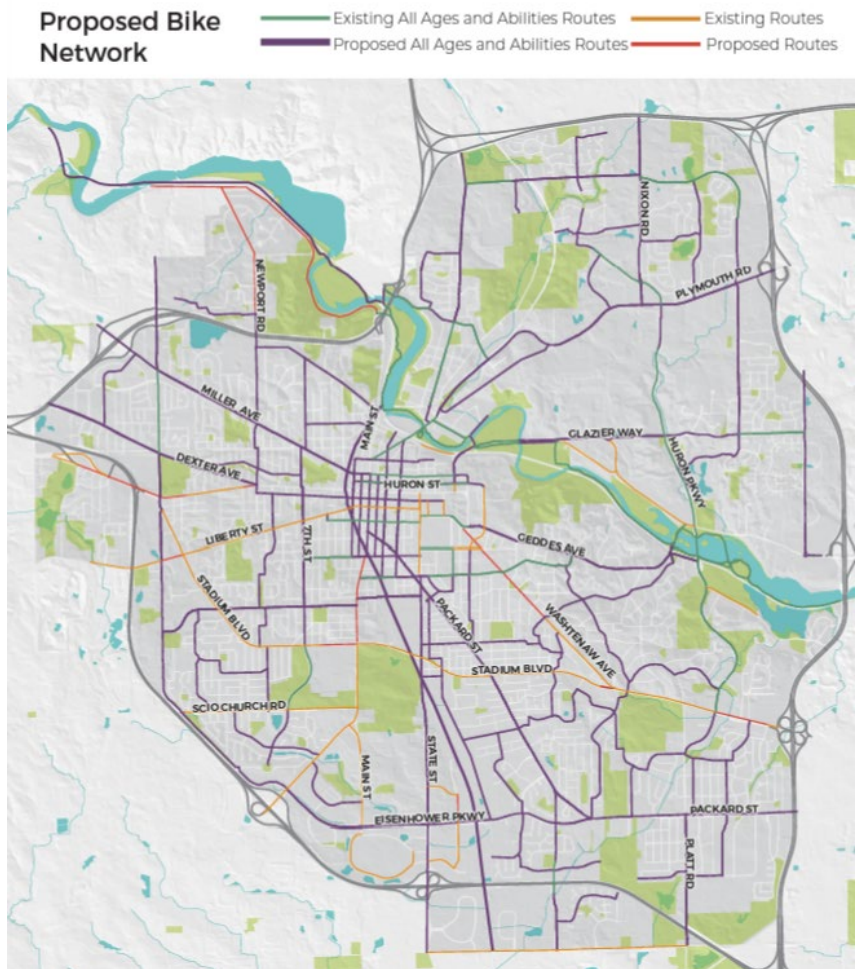 Proposed Bike
Network
Existing All Ages and Abilities Routes
Existing Routes
Proposed All Ages and Abilities Routes
Proposed Routes
NIXON RD
NEWPORT RD
PLYMOUTH RD
MILLER AVE
MAIN ST
GLAZIER WAY
DEXTER AVE
HURON PKWY
HURON ST
LIBERTY ST
7TH ST
GEDDES AVE
STADIUM BLVD
PACKARD ST
WASHTENAW AVE
STADIUM BLVD
SCIO CHURCH RD
STATE ST
MAIN ST
EISENHOWER PKWY
PACKARD ST
PLATT RD